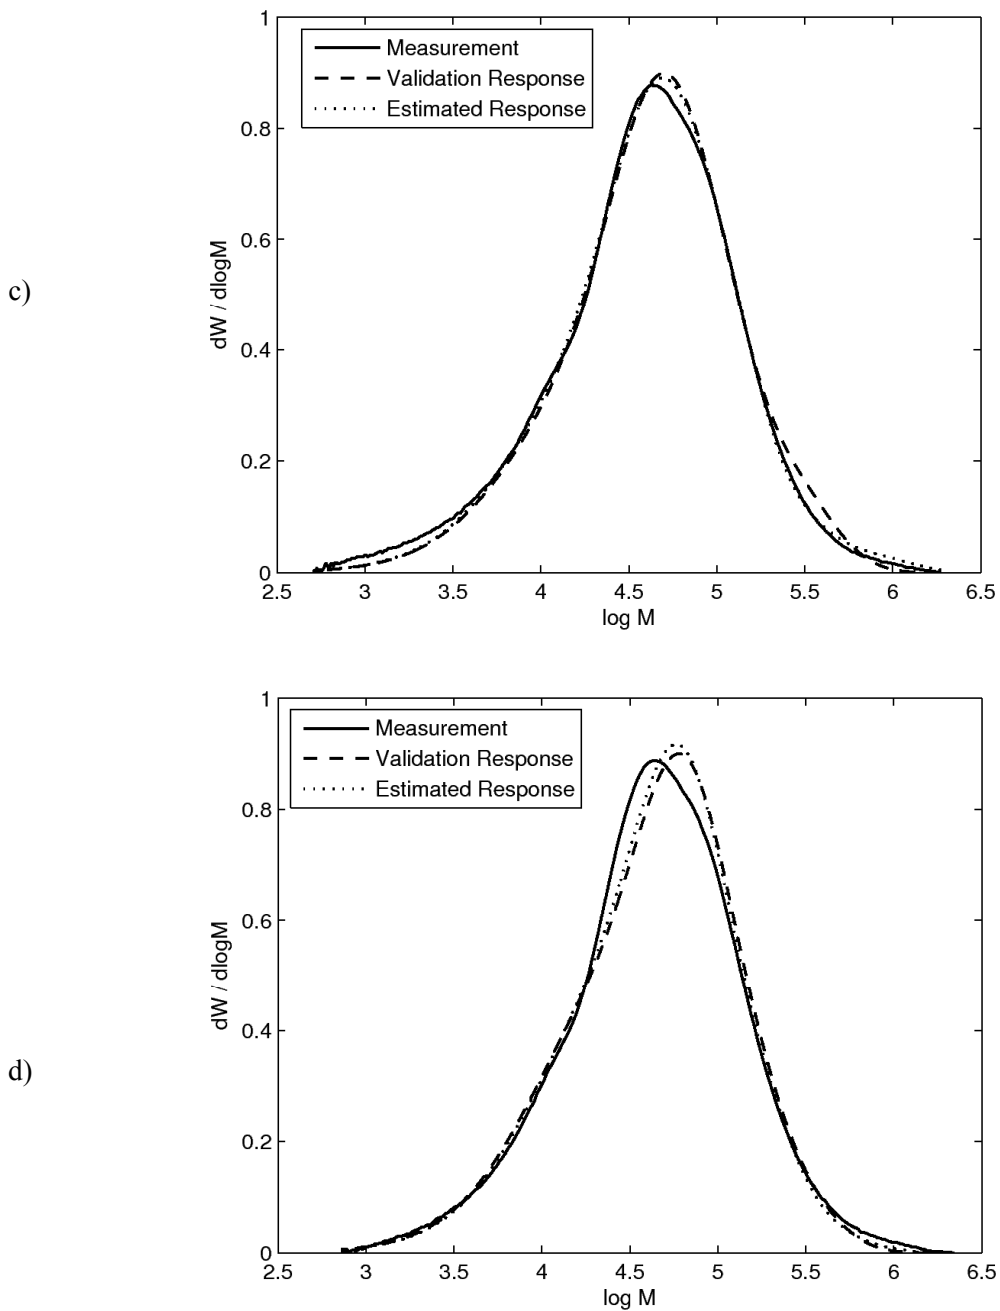 c)
1
0.8
0.6
0.4
0.2
0
dW / dlogM
Measurement
Validation Response
Estimated Response
2.5 3 3.5 4 4.5 5 5.5 6 6.5
log M
d)
1
0.8
0.6
0.4
0.2
0
dW / dlogM
Measurement
Validation Response
Estimated Response
2.5 3 3.5 4 4.5 5 5.5 6 6.5
log M